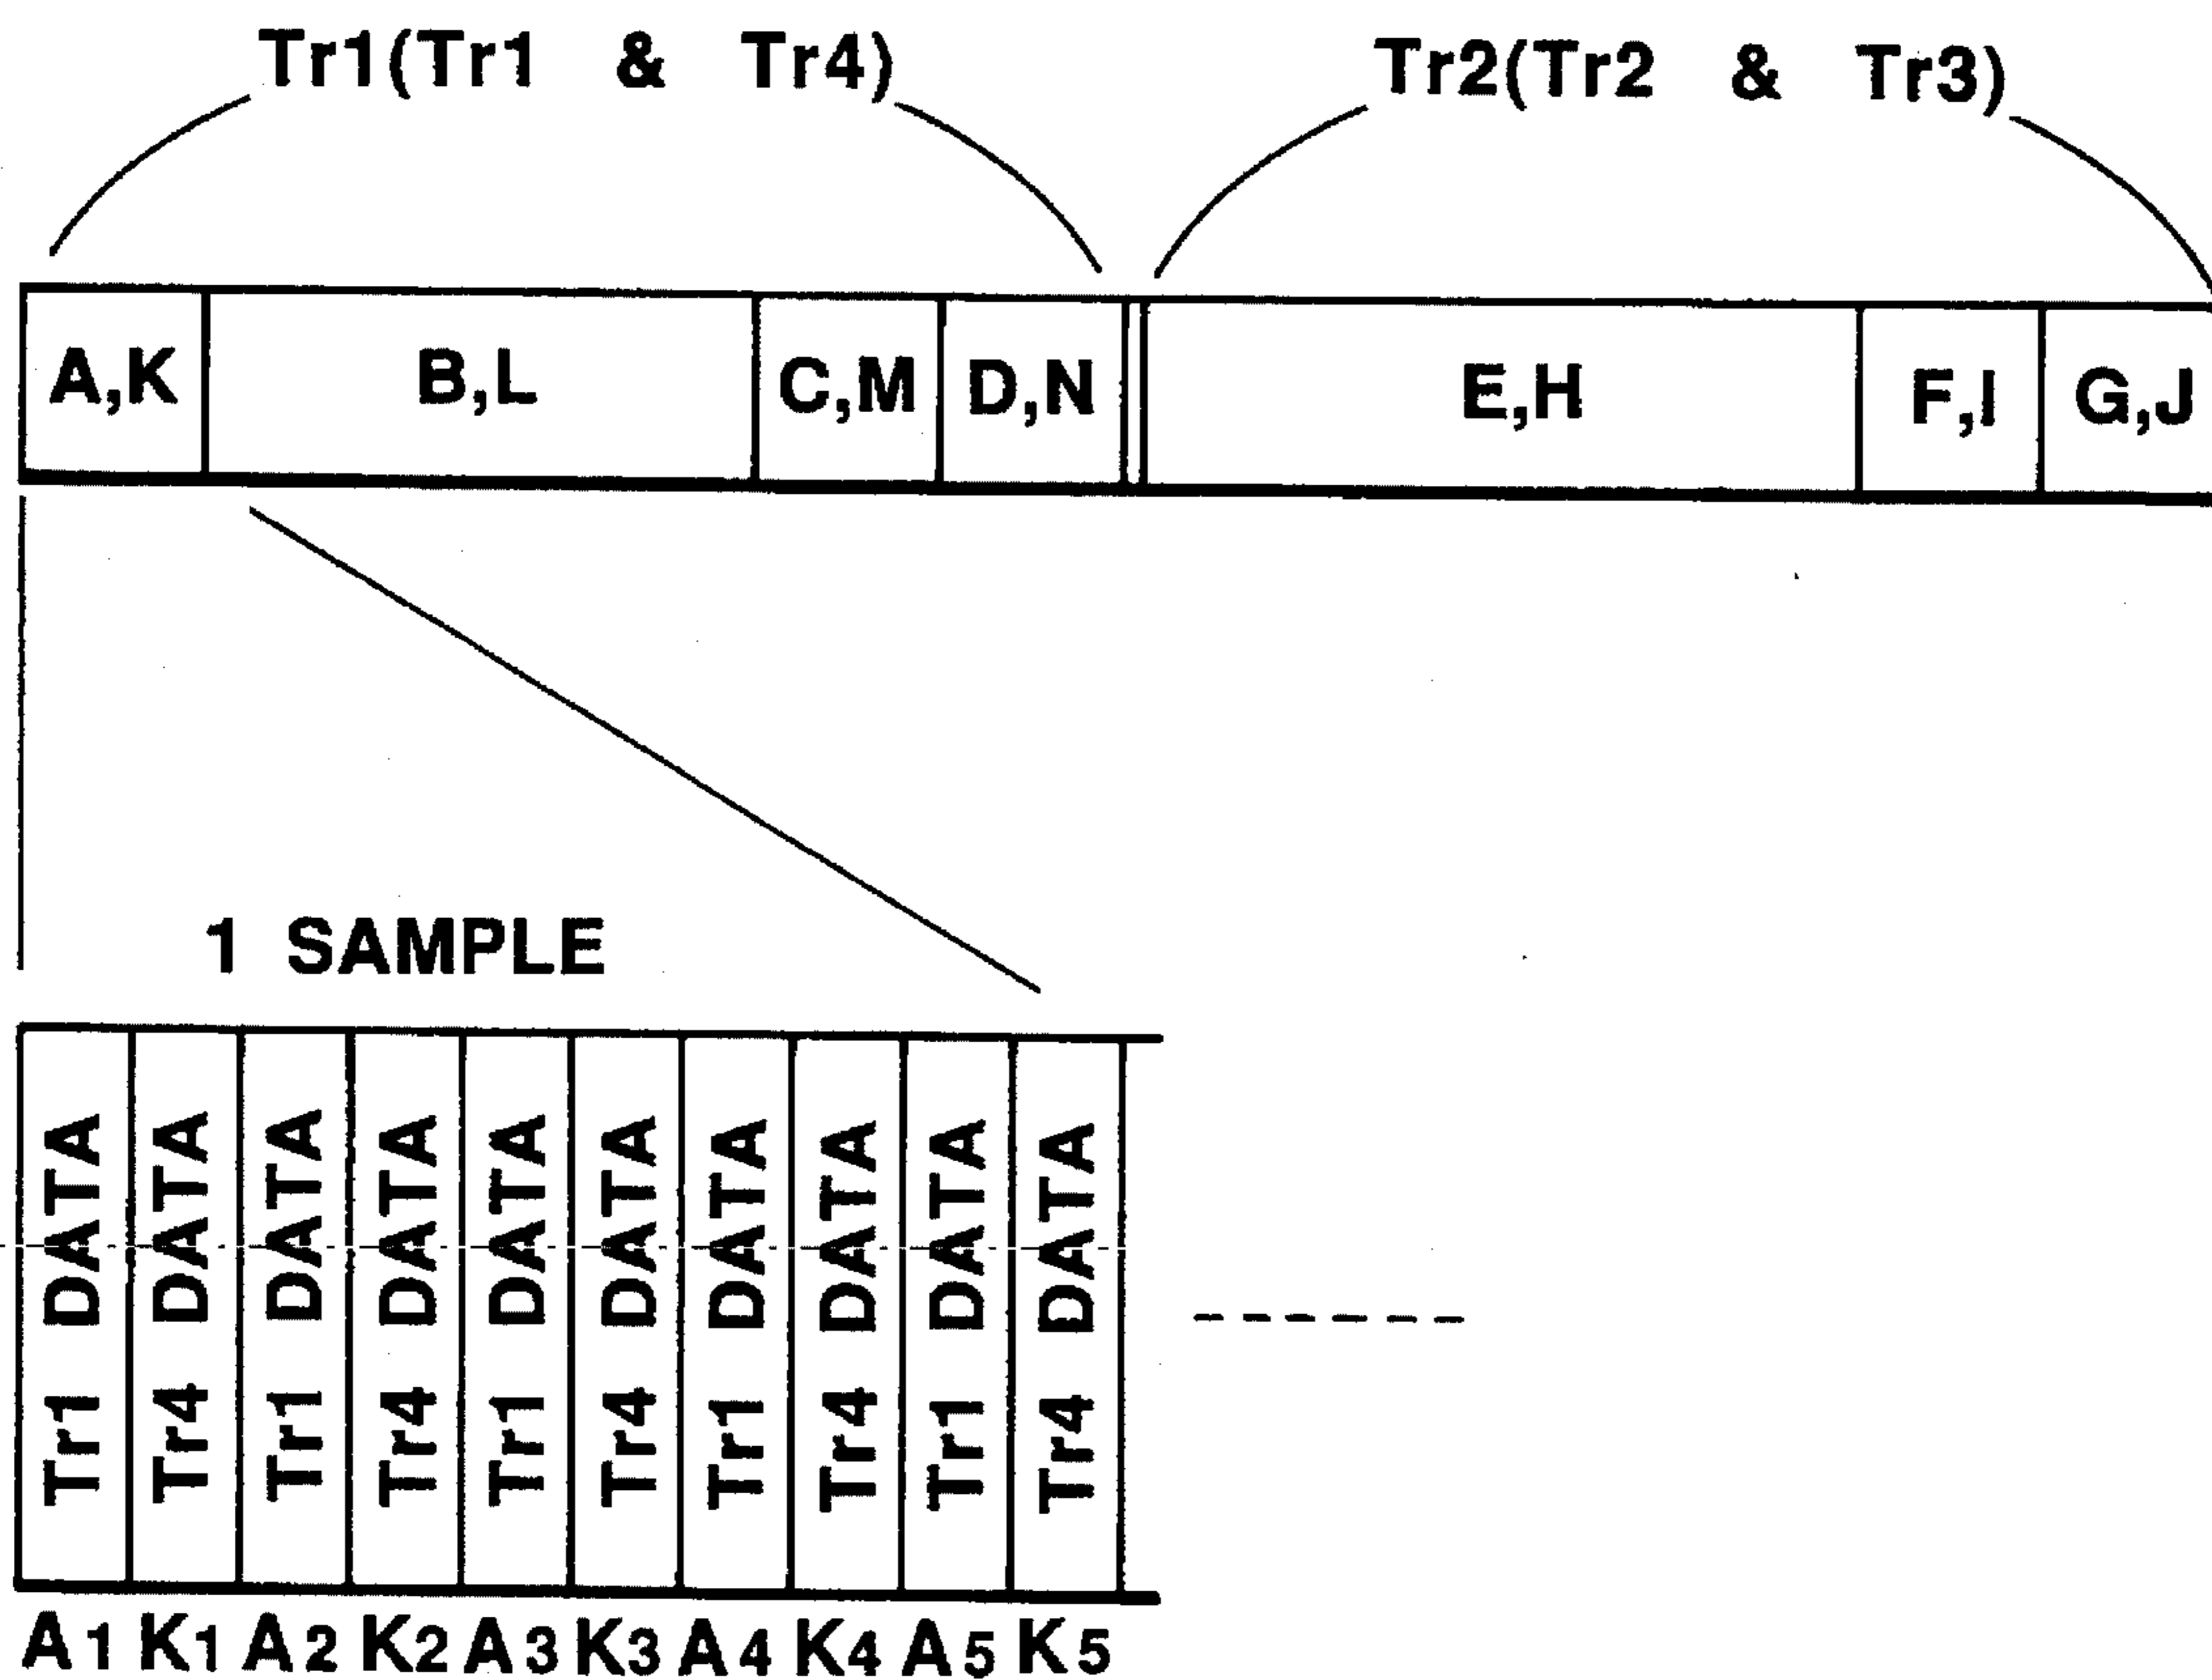 Tr1(Tr1 & Tr4) Tr2(Tr2 & Tr3)
A,K B,L C,M D,N E,H F,I G,J
1 SAMPLE
Tr1 DATA
Tr4 DATA
Tr1 DATA
Tr4 DATA
Tr1 DATA
Tr4 DATA
Tr1 DATA
Tr4 DATA
Tr1 DATA
Tr4 DATA
A1 K1 A2 K2 A3 K3 A4 K4 A5 K5